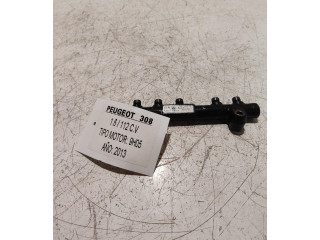 PEUGEOT 308
1.6 / 112 C.V
TIPO MOTOR: 9H05
AÑO: 2013